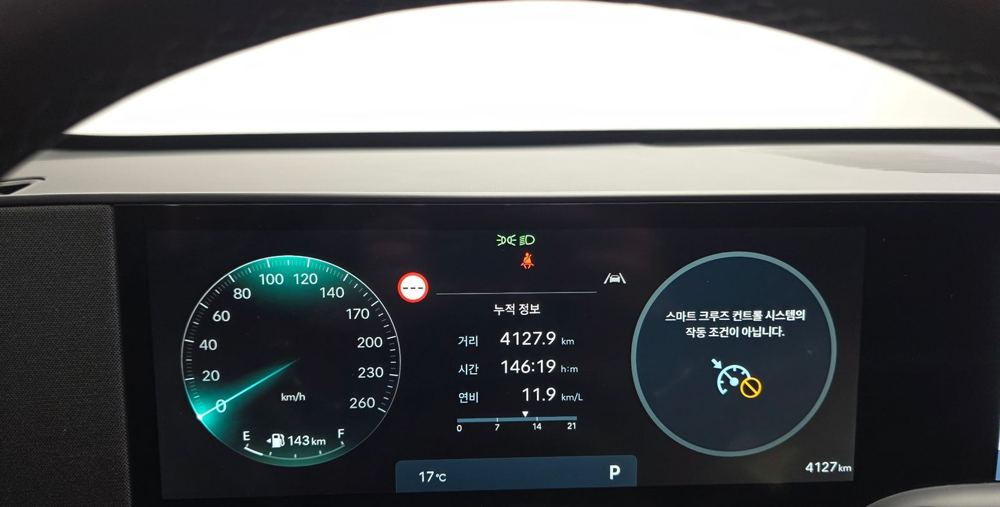 100 120
80 140
60 170
40 200
20 230
0 260
km/h
E 143km F
---
누적 정보
거리 4127.9 km
시간 146:19 h:m
연비 11.9 km/L
0 7 14 21
17℃ P
스마트 크루즈 컨트롤 시스템의
작동 조건이 아닙니다.
4127km